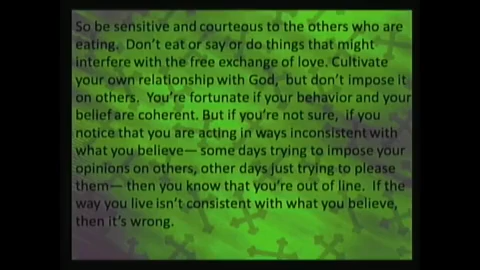 So be sensitive and courteous to the others who are
eating.  Don't eat or say or do things that might
interfere with the free exchange of love. Cultivate
your own relationship with God,  but don't impose it
on others.  You're fortunate if your behavior and your
belief are coherent. But if you're not sure,  if you
notice that you are acting in ways inconsistent with
what you believe— some days trying to impose your
opinions on others, other days just trying to please
them— then you know that you're out of line.  If the
way you live isn't consistent with what you believe,
then it's wrong.